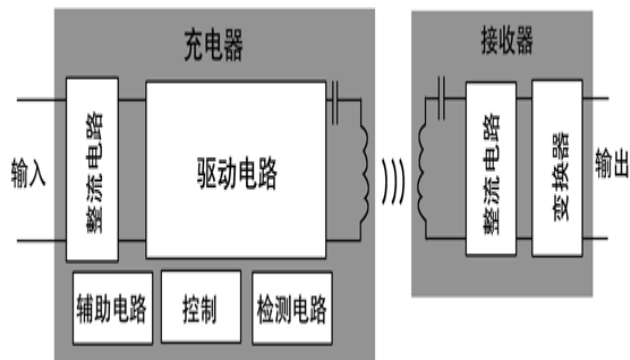 充电器
接收器
输入
整流电路
驱动电路
整流电路
变换器
输出
辅助电路
控制
检测电路